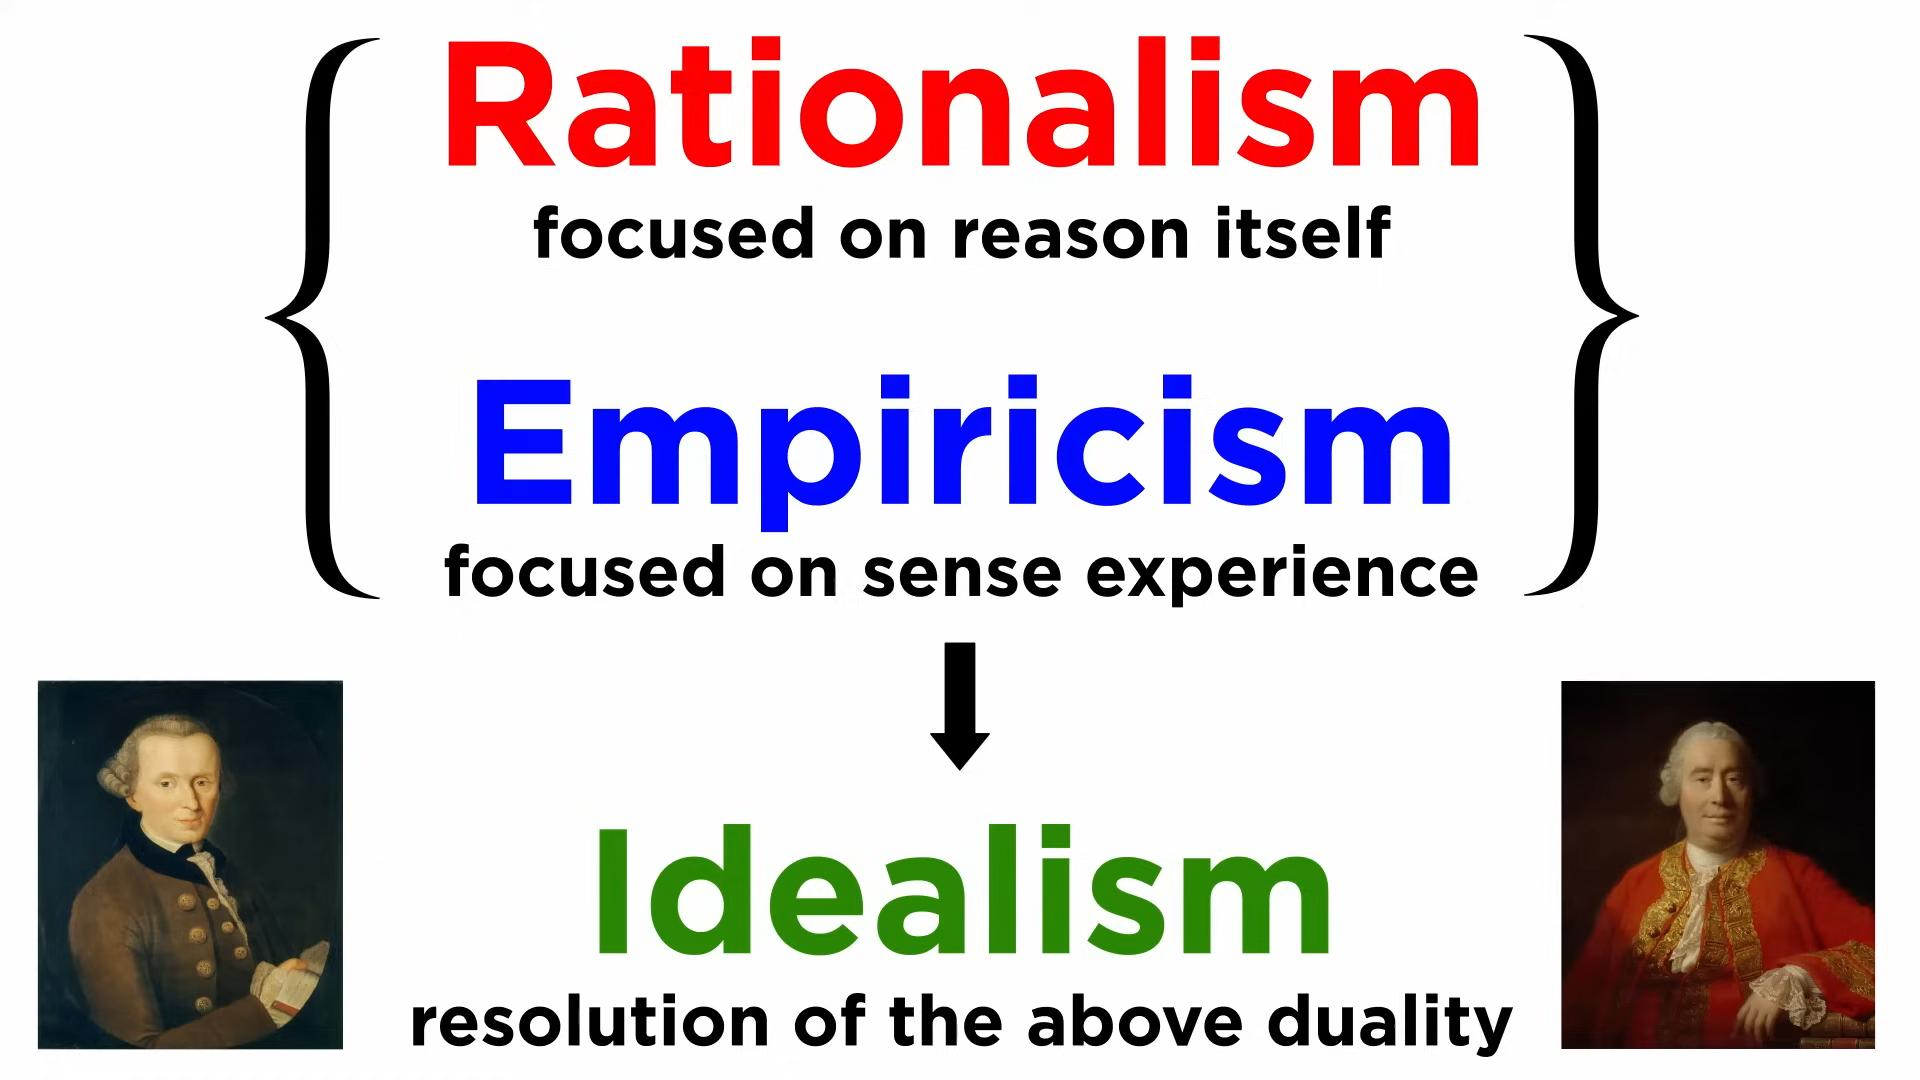 Rationalism
focused on reason itself
Empiricism
focused on sense experience
Idealism
resolution of the above duality